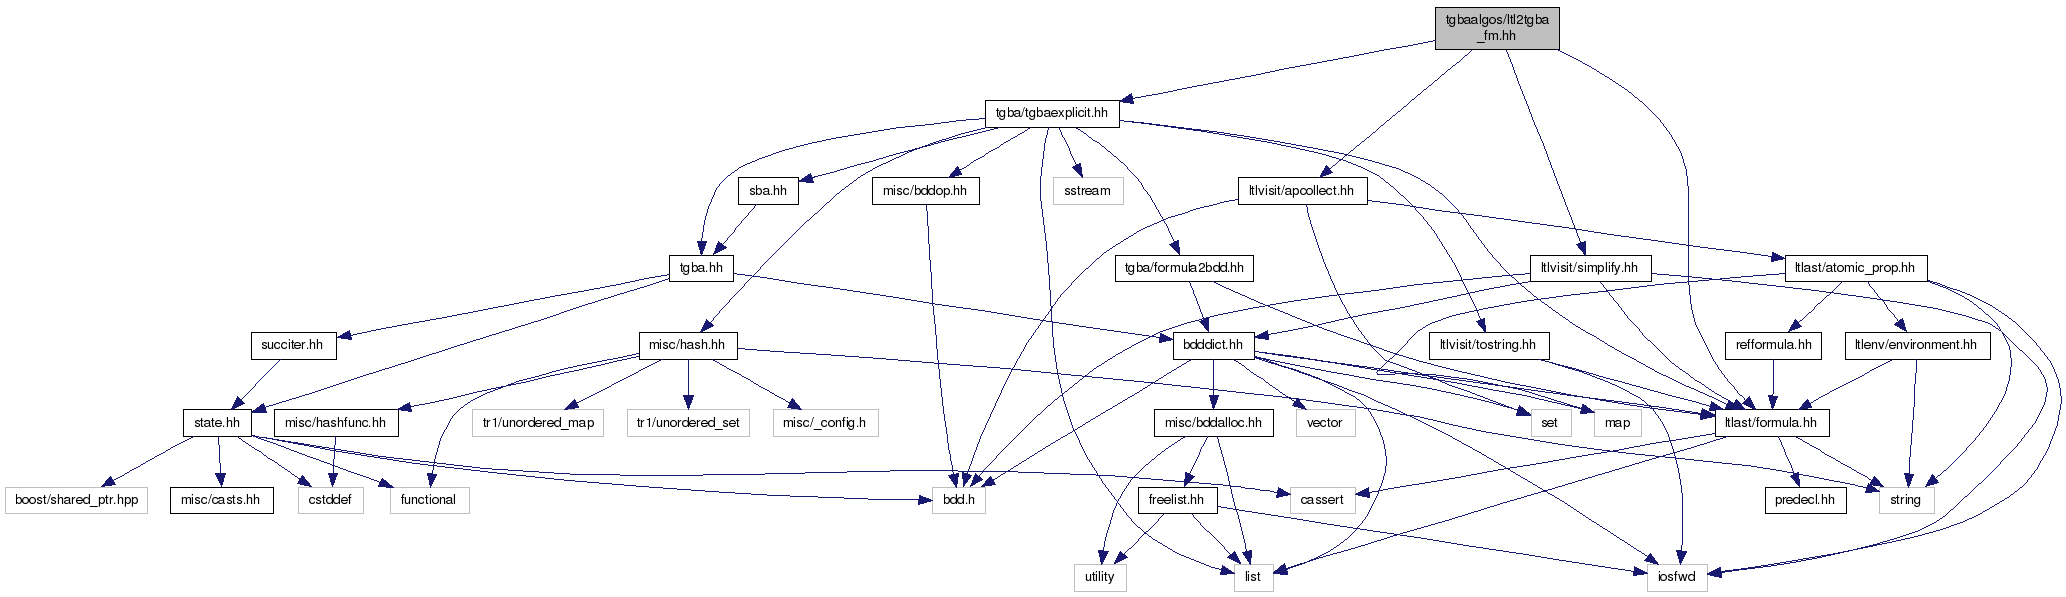 tgbaalgos/ltl2tgba
_fm.hh
tgba/tgbaexplicit.hh
sba.hh
misc/bddop.hh
sstream
ltlvisit/apcollect.hh
tgba.hh
tgba/formula2bdd.hh
ltlvisit/simplify.hh
ltlast/atomic_prop.hh
succiter.hh
misc/hash.hh
bdddict.hh
ltlvisit/tostring.hh
refformula.hh
ltlenv/environment.hh
state.hh
misc/hashfunc.hh
tr1/unordered_map
tr1/unordered_set
misc/_config.h
misc/bddalloc.hh
vector
set
map
ltlast/formula.hh
boost/shared_ptr.hpp
misc/casts.hh
cstddef
functional
bdd.h
freelist.hh
cassert
predecl.hh
string
utility
list
iosfwd